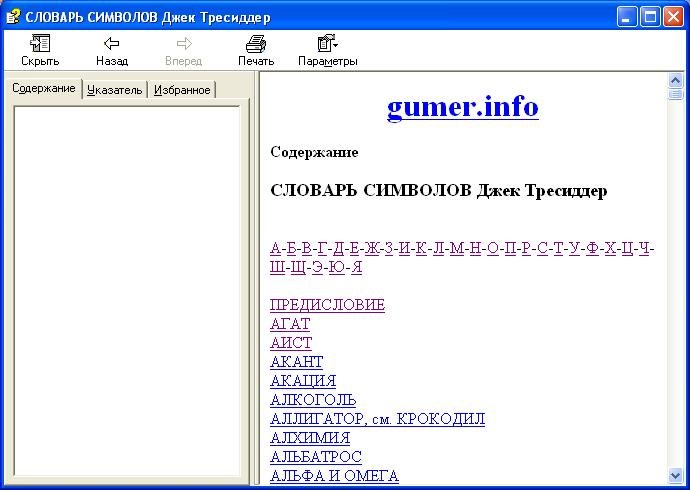 СЛОВАРЬ СИМВОЛОВ Джек Тресиддер
Скрыть Назад Вперед Печать Параметры
Содержание Указатель Избранное
gumer.info
Содержание
СЛОВАРЬ СИМВОЛОВ Джек Тресиддер
А-Б-В-Г-Д-Е-Ж-З-И-К-Л-М-Н-О-П-Р-С-Т-У-Ф-Х-Ц-Ч-
Ш-Щ-Э-Ю-Я
ПРЕДИСЛОВИЕ
АГАТ
АИСТ
АКАНТ
АКАЦИЯ
АЛКОГОЛЬ
АЛЛИГАТОР, см. КРОКОДИЛ
АЛХИМИЯ
АЛЬБАТРОС
АЛЬФА И ОМЕГА